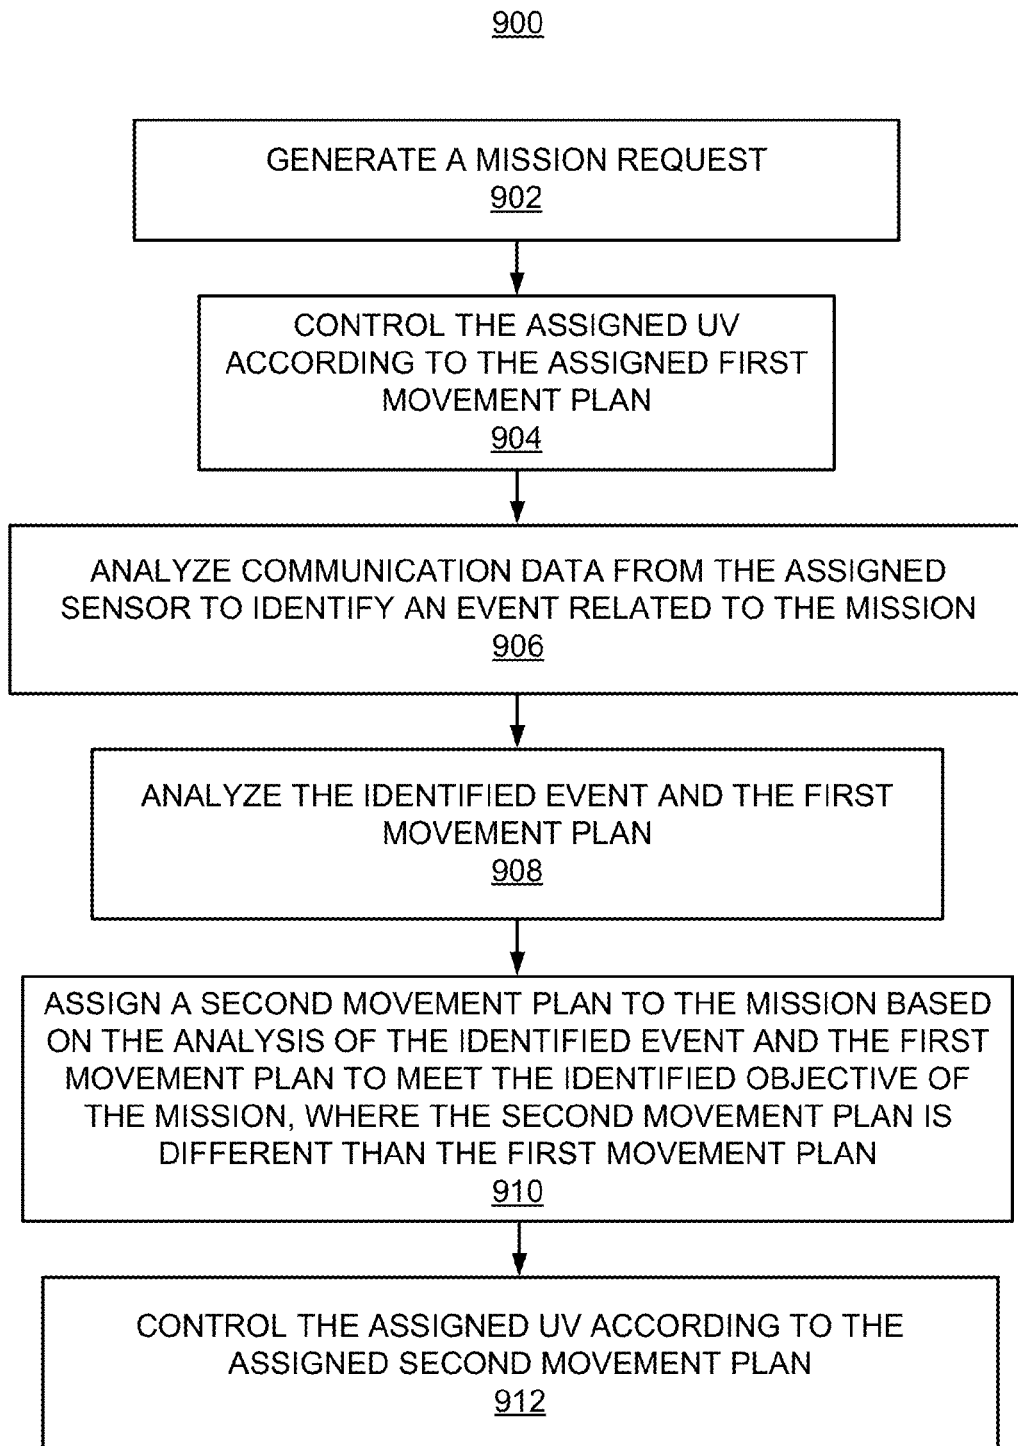 900
GENERATE A MISSION REQUEST
902
CONTROL THE ASSIGNED UV
ACCORDING TO THE ASSIGNED FIRST
MOVEMENT PLAN
904
ANALYZE COMMUNICATION DATA FROM THE ASSIGNED
SENSOR TO IDENTIFY AN EVENT RELATED TO THE MISSION
906
ANALYZE THE IDENTIFIED EVENT AND THE FIRST
MOVEMENT PLAN
908
ASSIGN A SECOND MOVEMENT PLAN TO THE MISSION BASED
ON THE ANALYSIS OF THE IDENTIFIED EVENT AND THE FIRST
MOVEMENT PLAN TO MEET THE IDENTIFIED OBJECTIVE OF
THE MISSION, WHERE THE SECOND MOVEMENT PLAN IS
DIFFERENT THAN THE FIRST MOVEMENT PLAN
910
CONTROL THE ASSIGNED UV ACCORDING TO THE
ASSIGNED SECOND MOVEMENT PLAN
912